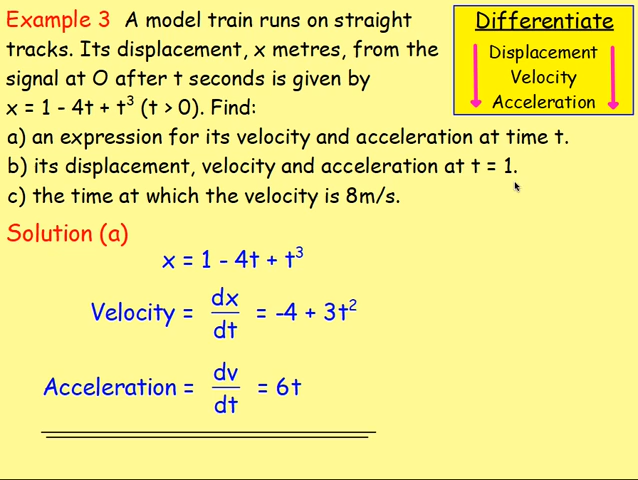 Example 3 A model train runs on straight
tracks. Its displacement, x metres, from the
signal at O after t seconds is given by
x = 1 - 4t + t³ (t > 0). Find:
a) an expression for its velocity and acceleration at time t.
b) its displacement, velocity and acceleration at t = 1.
c) the time at which the velocity is 8m/s.
Differentiate
Displacement
Velocity
Acceleration
Solution (a)
x = 1 - 4t + t³
Velocity = dx/dt = -4 + 3t²
Acceleration = dv/dt = 6t